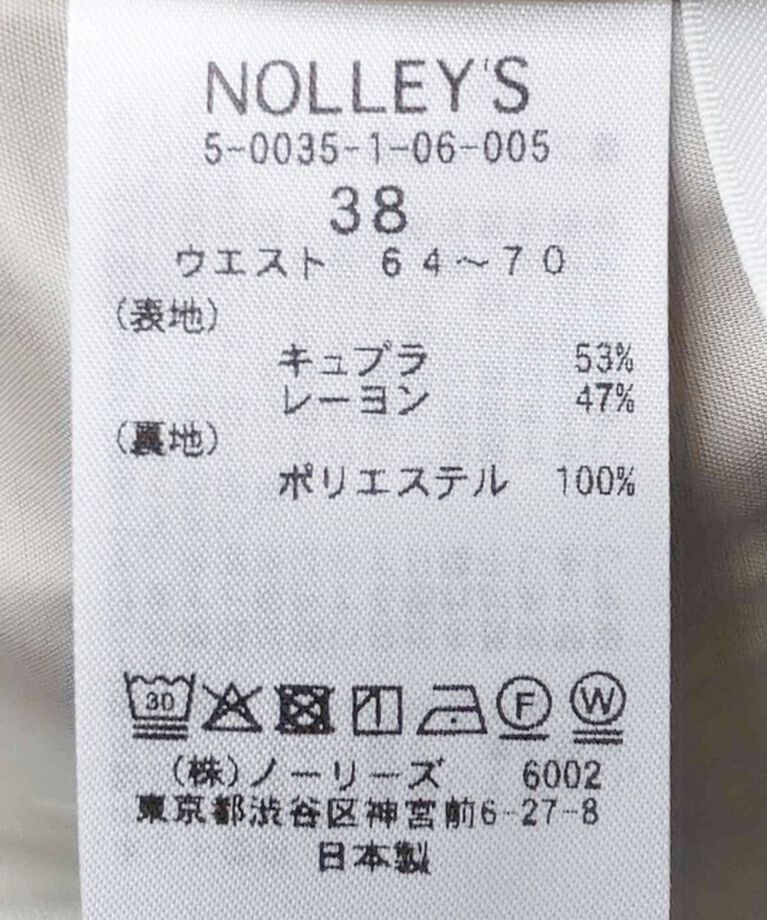 NOLLEY'S
5-0035-1-06-005
38
ウエスト　６４～７０
(表地)
キュプラ 53%
レーヨン 47%
(裏地)
ポリエステル 100%
30 F W
(株)ノーリーズ 6002
東京都渋谷区神宮前6-27-8
日本製